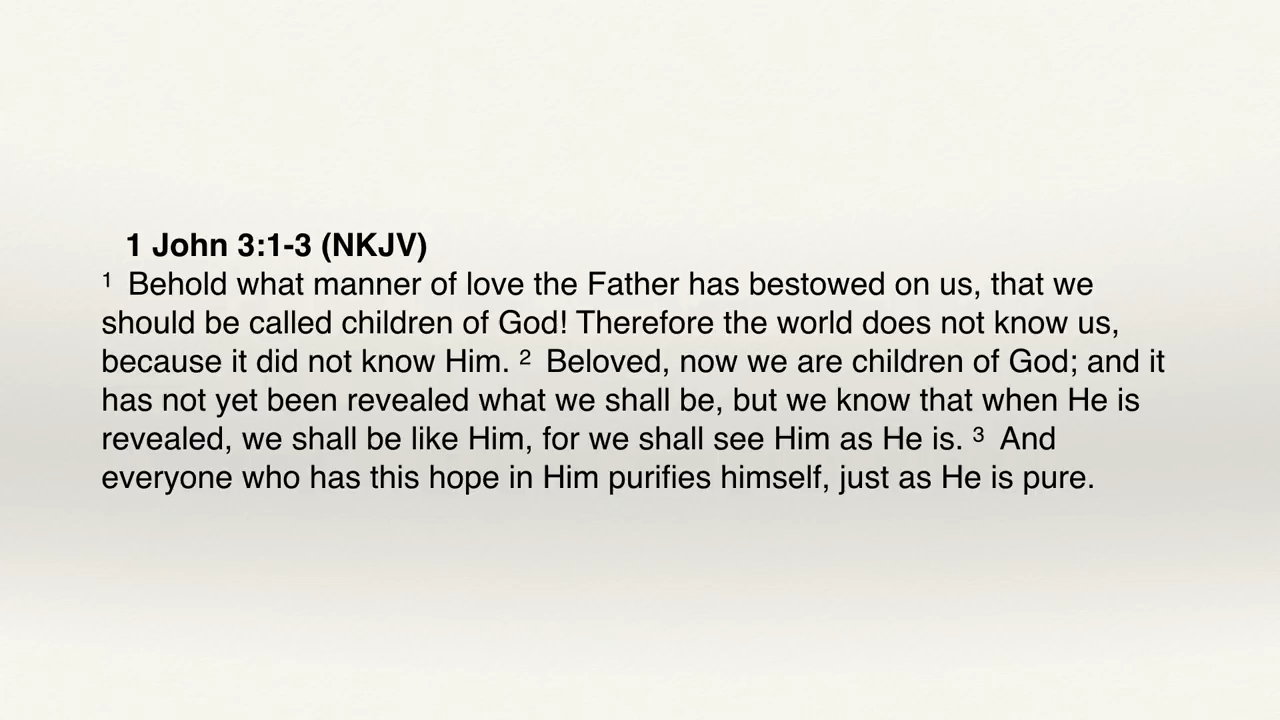 1 John 3:1-3 (NKJV)
1 Behold what manner of love the Father has bestowed on us, that we
should be called children of God! Therefore the world does not know us,
because it did not know Him. 2 Beloved, now we are children of God; and it
has not yet been revealed what we shall be, but we know that when He is
revealed, we shall be like Him, for we shall see Him as He is. 3 And
everyone who has this hope in Him purifies himself, just as He is pure.